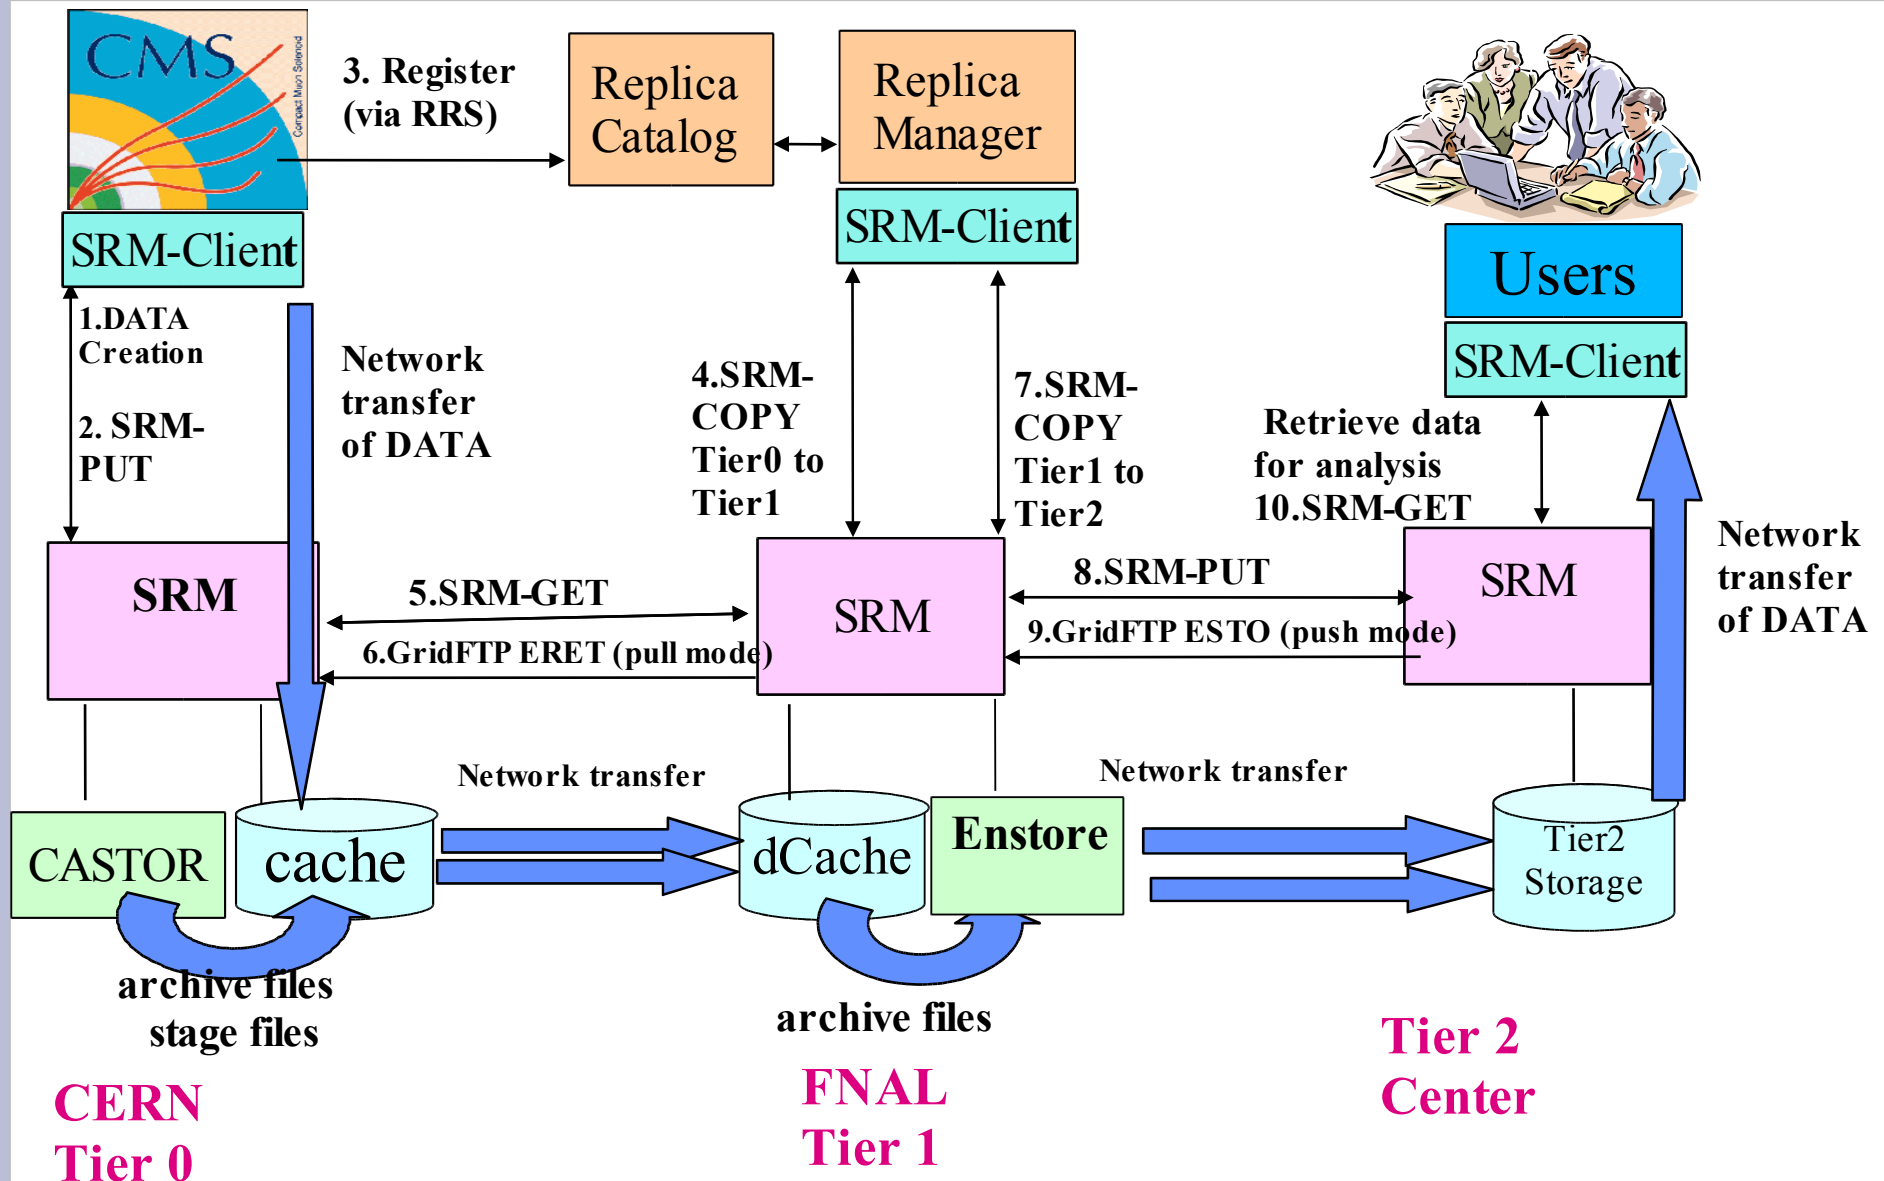 CMS
Compact Muon Solenoid
3. Register
(via RRS)
Replica
Catalog
Replica
Manager
SRM-Client
SRM-Client
Users
SRM-Client
1.DATA
Creation
2. SRM-
PUT
Network
transfer
of DATA
4.SRM-
COPY
Tier0 to
Tier1
7.SRM-
COPY
Tier1 to
Tier2
Retrieve data
for analysis
10.SRM-GET
Network
transfer
of DATA
SRM
5.SRM-GET
6.GridFTP ERET (pull mode)
SRM
8.SRM-PUT
9.GridFTP ESTO (push mode)
SRM
Network transfer
Network transfer
CASTOR
cache
dCache
Enstore
Tier2
Storage
archive files
stage files
archive files
CERN
Tier 0
FNAL
Tier 1
Tier 2
Center